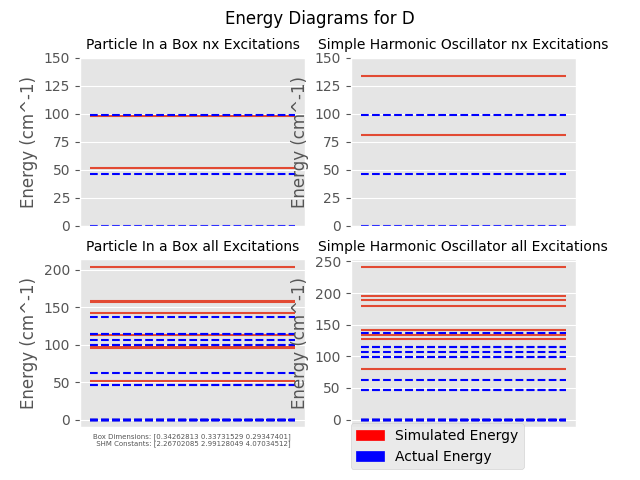 Energy Diagrams for D
Particle In a Box nx Excitations
Simple Harmonic Oscillator nx Excitations
Energy (cm^-1)
150
125
100
75
50
25
0
Energy (cm^-1)
150
125
100
75
50
25
0
Particle In a Box all Excitations
Simple Harmonic Oscillator all Excitations
Energy (cm^-1)
200
150
100
50
0
Energy (cm^-1)
250
200
150
100
50
0
Box Dimensions: [0.34262813 0.33731529 0.29347401]
SHM Constants: [2.26702085 2.99128049 4.07034512]
Simulated Energy
Actual Energy